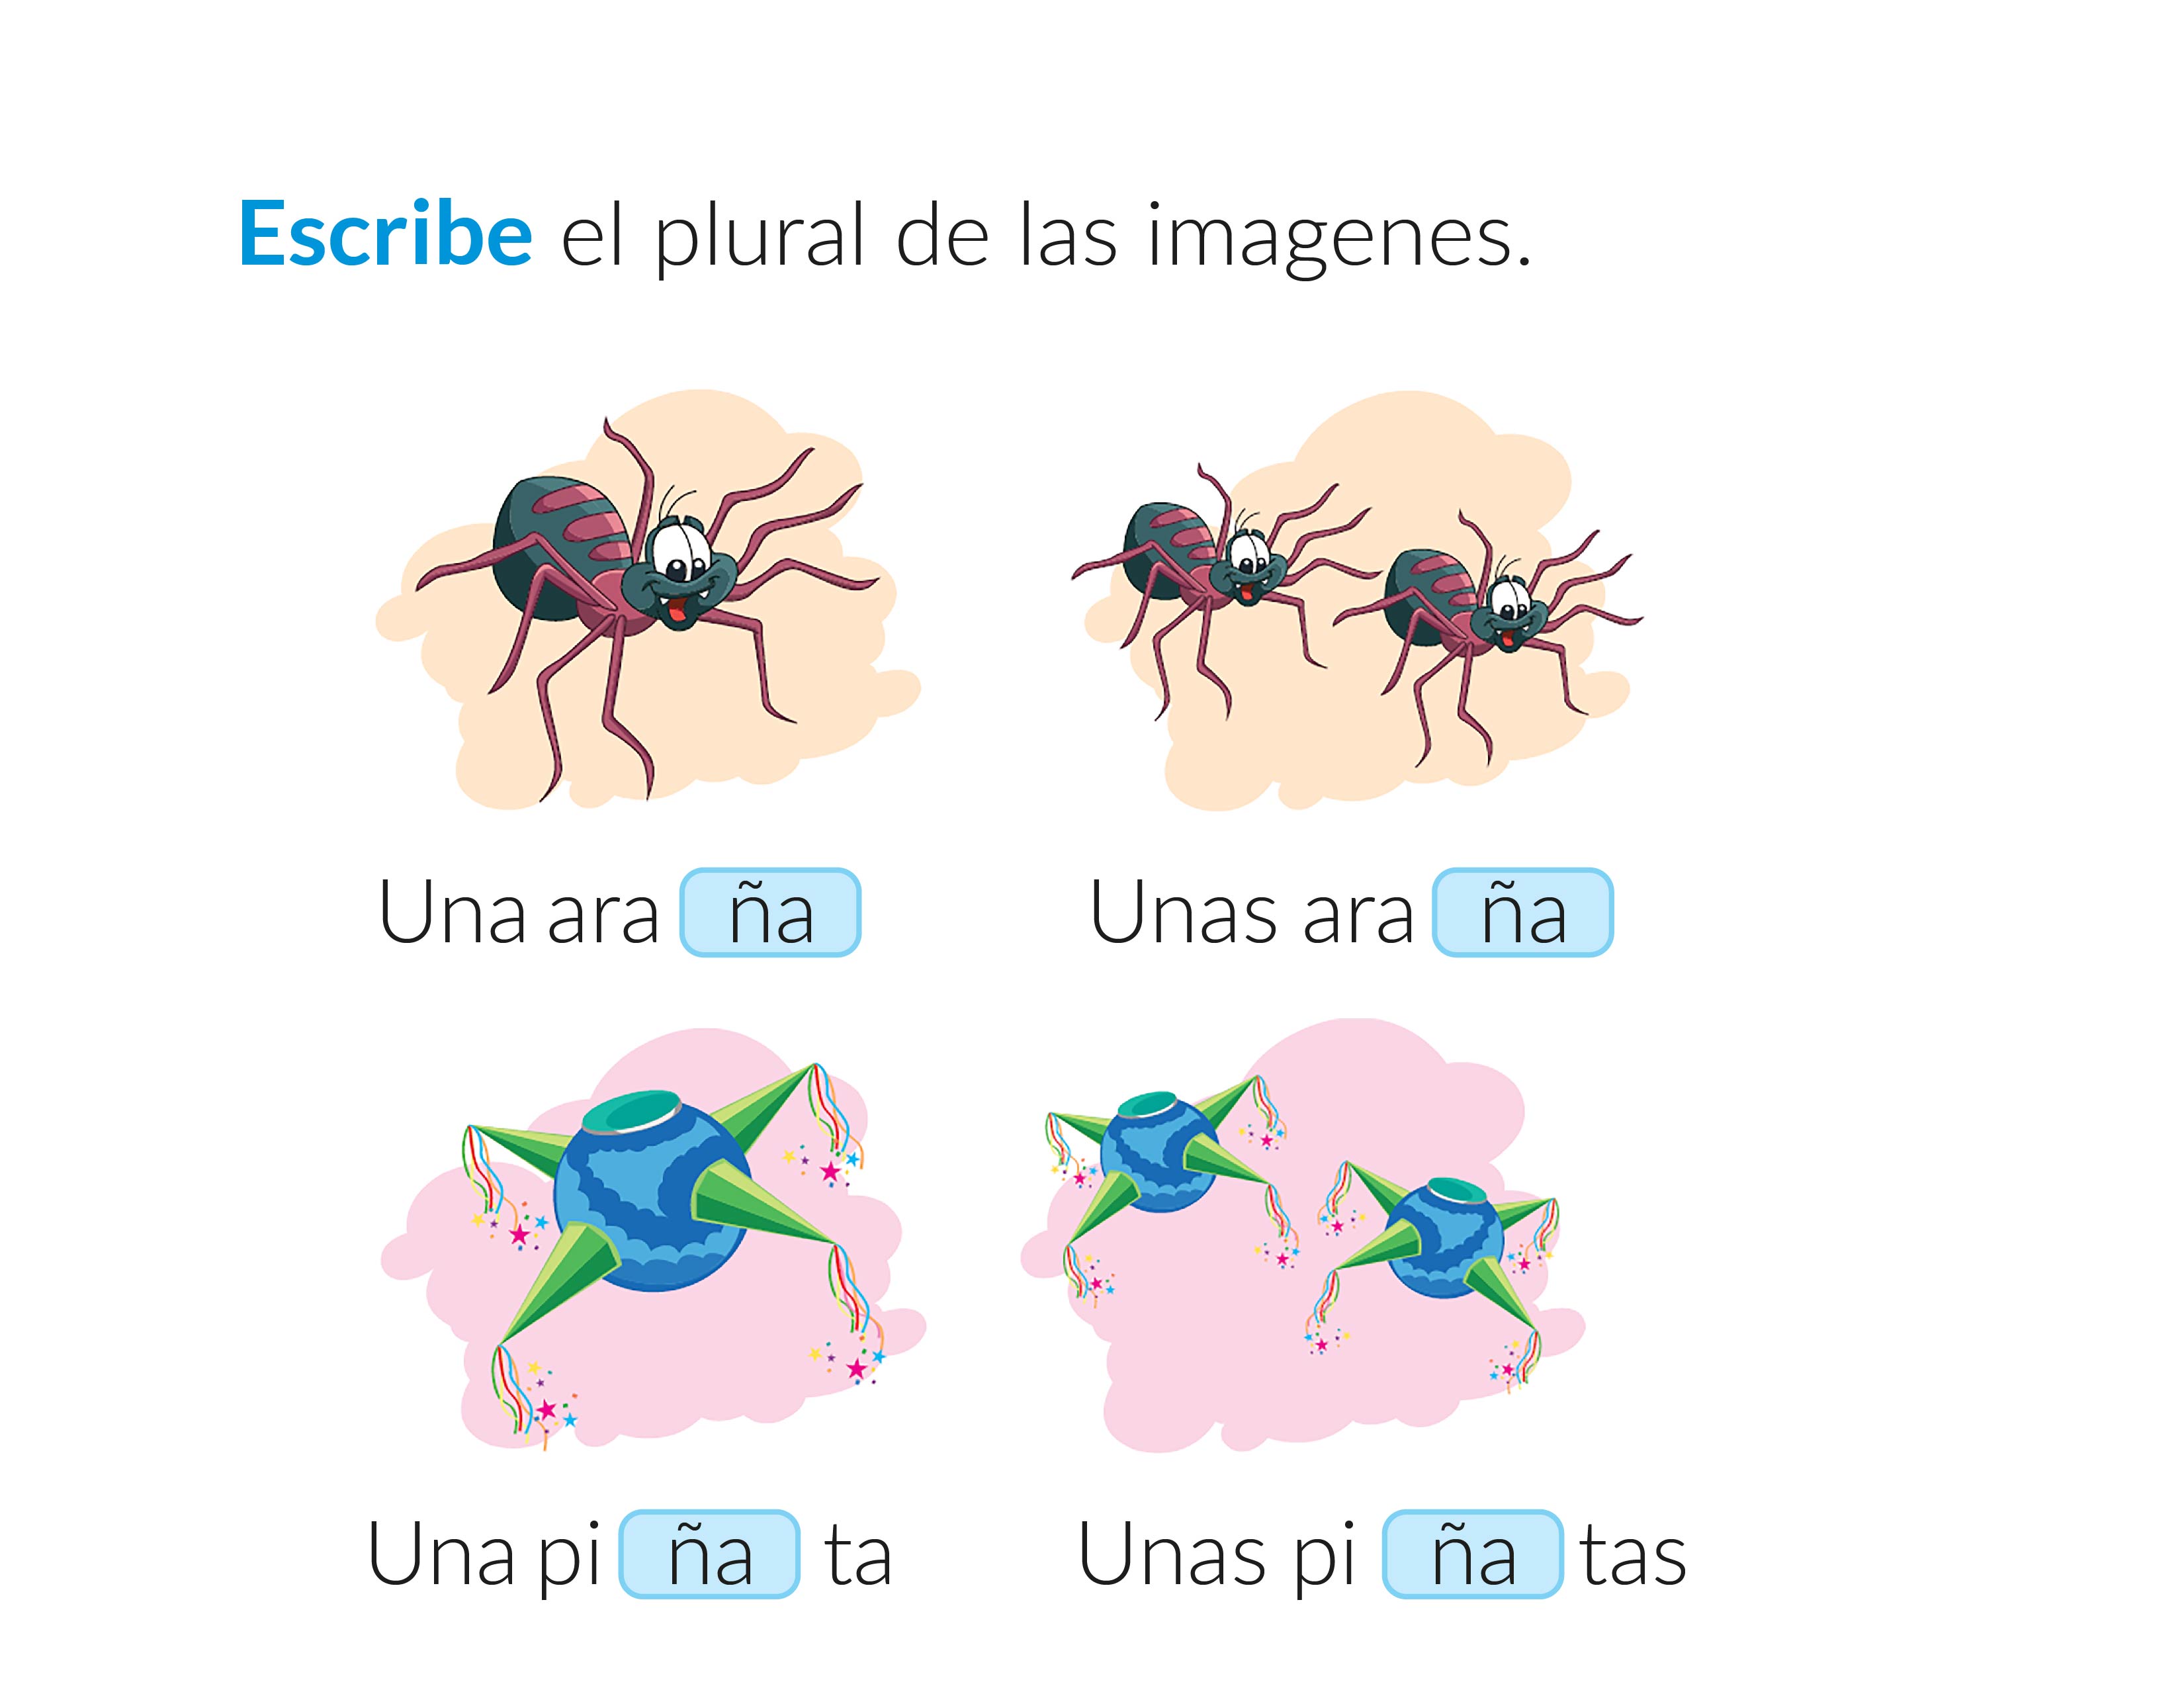 Escribe el plural de las imagenes.
Una ara ña
Unas ara ña
Una pi ña ta
Unas pi ña tas